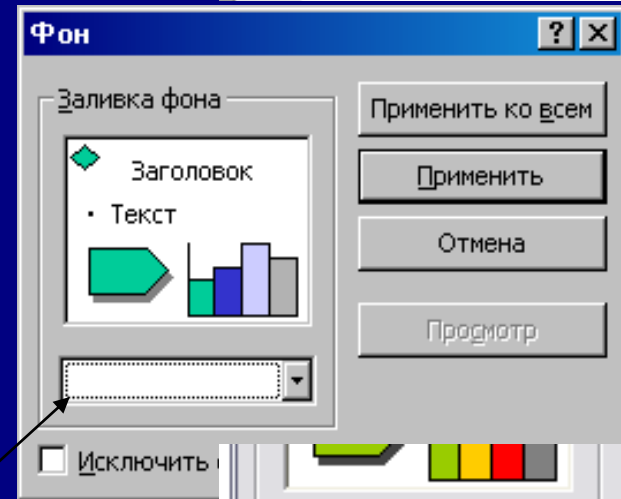 Фон
Заливка фона
Заголовок
· Текст
Применить ко всем
Применить
Отмена
Просмотр
Исключить